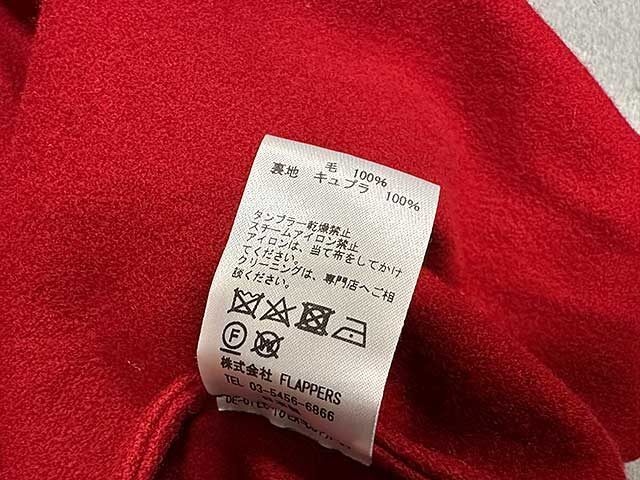 毛 100%
裏地 キュプラ 100%
タンブラー乾燥禁止
スチームアイロン禁止
アイロンは、当て布をしてかけ
てください。
クリーニングは、専門店へご相
談ください。
F W
株式会社 FLAPPERS
TEL 03-5456-6866